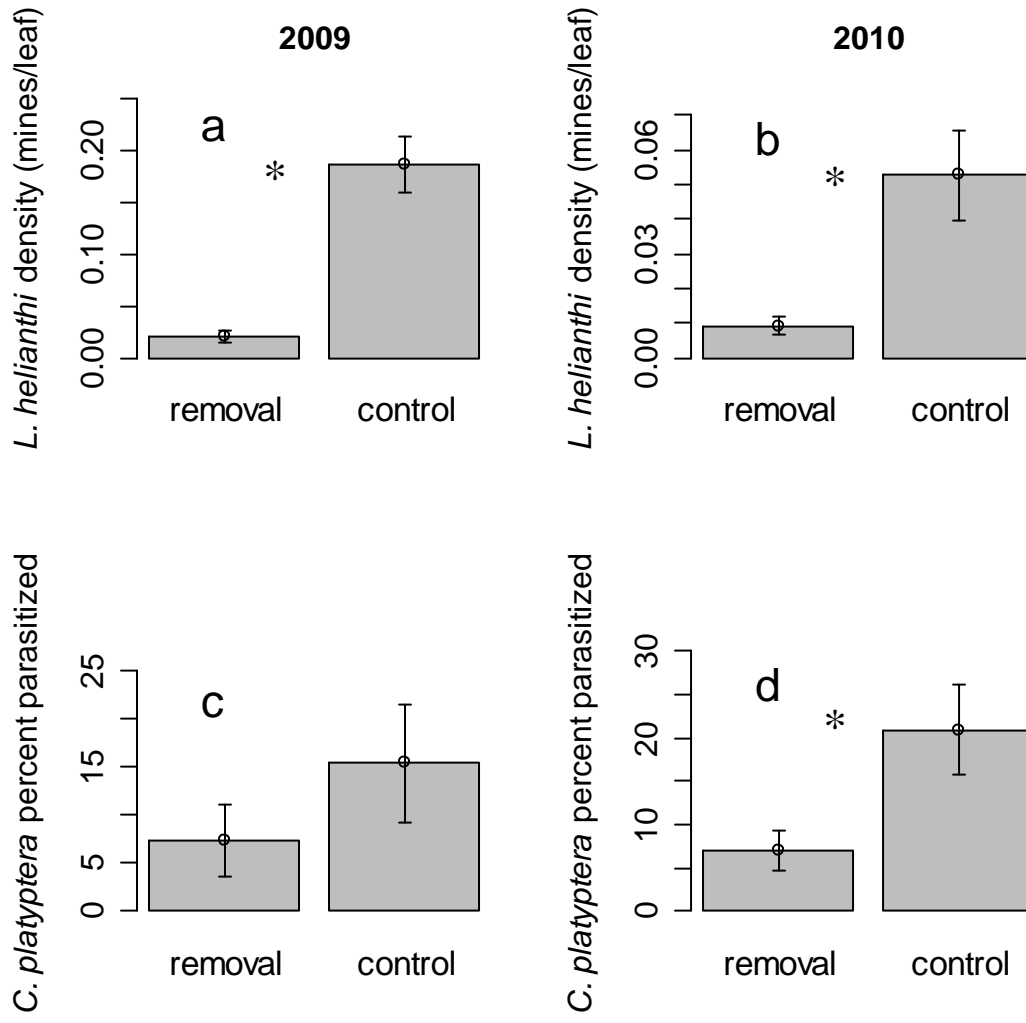 2009
L. helianthi density (mines/leaf)
0.20
0.10
0.00
a
*
removal control
2010
L. helianthi density (mines/leaf)
0.06
0.03
0.00
b
*
removal control
C. platyptera percent parasitized
25
15
5
0
c
removal control
C. platyptera percent parasitized
30
20
10
0
d
*
removal control